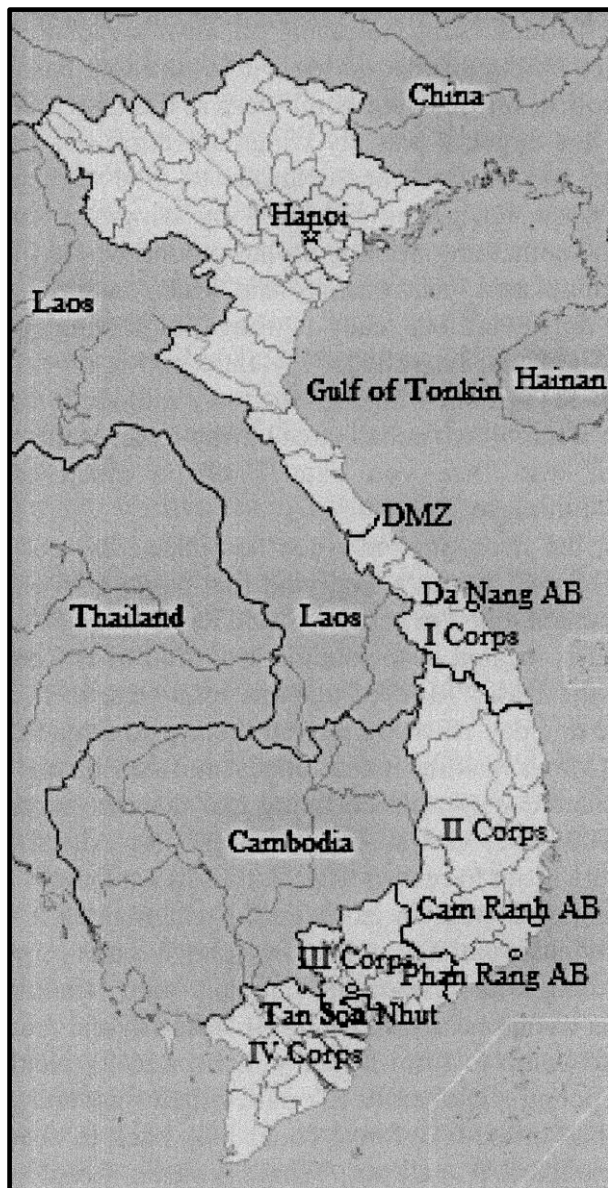 China
Hanoi
Laos
Gulf of Tonkin
Hainan
DMZ
Da Nang AB
Thailand
Laos
I Corps
Cambodia
II Corps
Cam Ranh AB
III Corps
Phan Rang AB
Tan Son Nhut
IV Corps